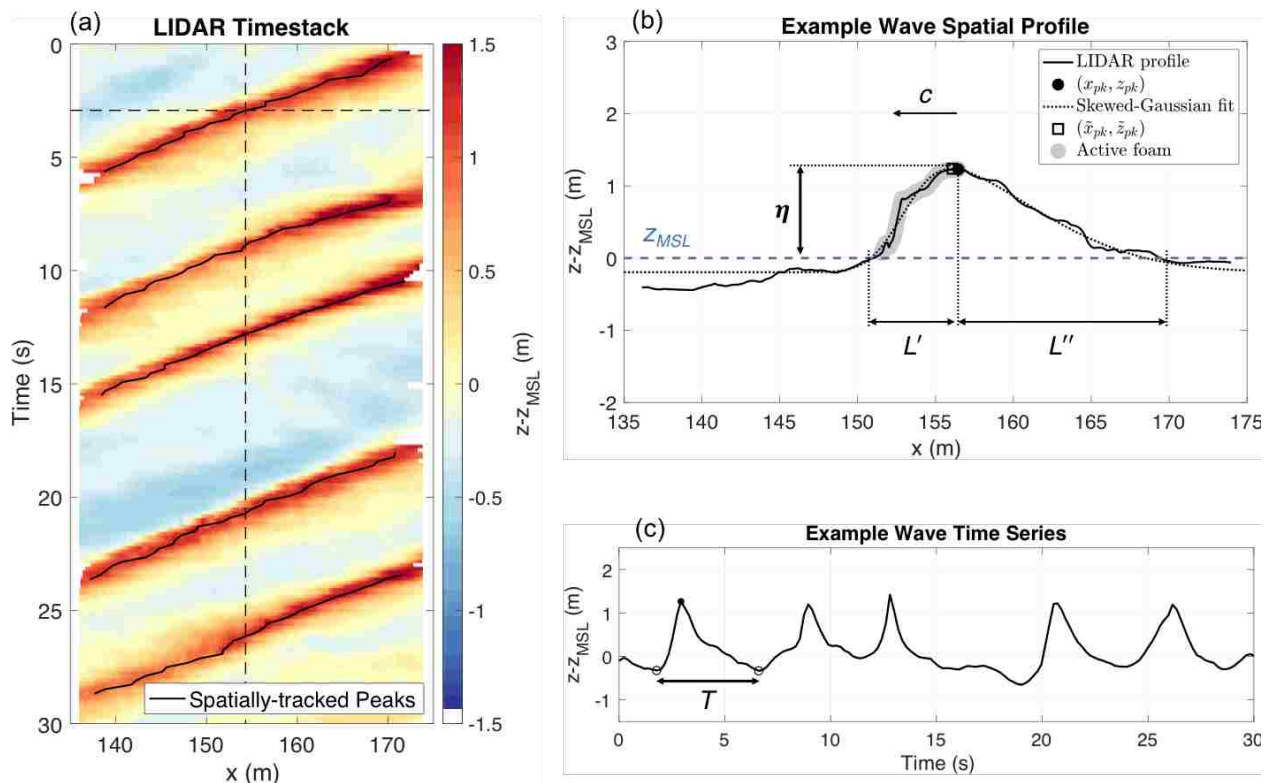 (a)
LIDAR Timestack
0
5
10
15
20
25
30
Time (s)
140
150
160
170
x (m)
Spatially-tracked Peaks
1.5
1
0.5
0
-0.5
-1
-1.5
z-z_MSL (m)
(b)
Example Wave Spatial Profile
3
2
1
0
-1
-2
z-z_MSL (m)
LIDAR profile
(x_pk, z_pk)
Skewed-Gaussian fit
(x̃_pk, z̃_pk)
Active foam
c
η
z_MSL
L′
L″
135
140
145
150
155
160
165
170
175
x (m)
(c)
Example Wave Time Series
2
1
0
-1
z-z_MSL (m)
T
0
5
10
15
20
25
30
Time (s)